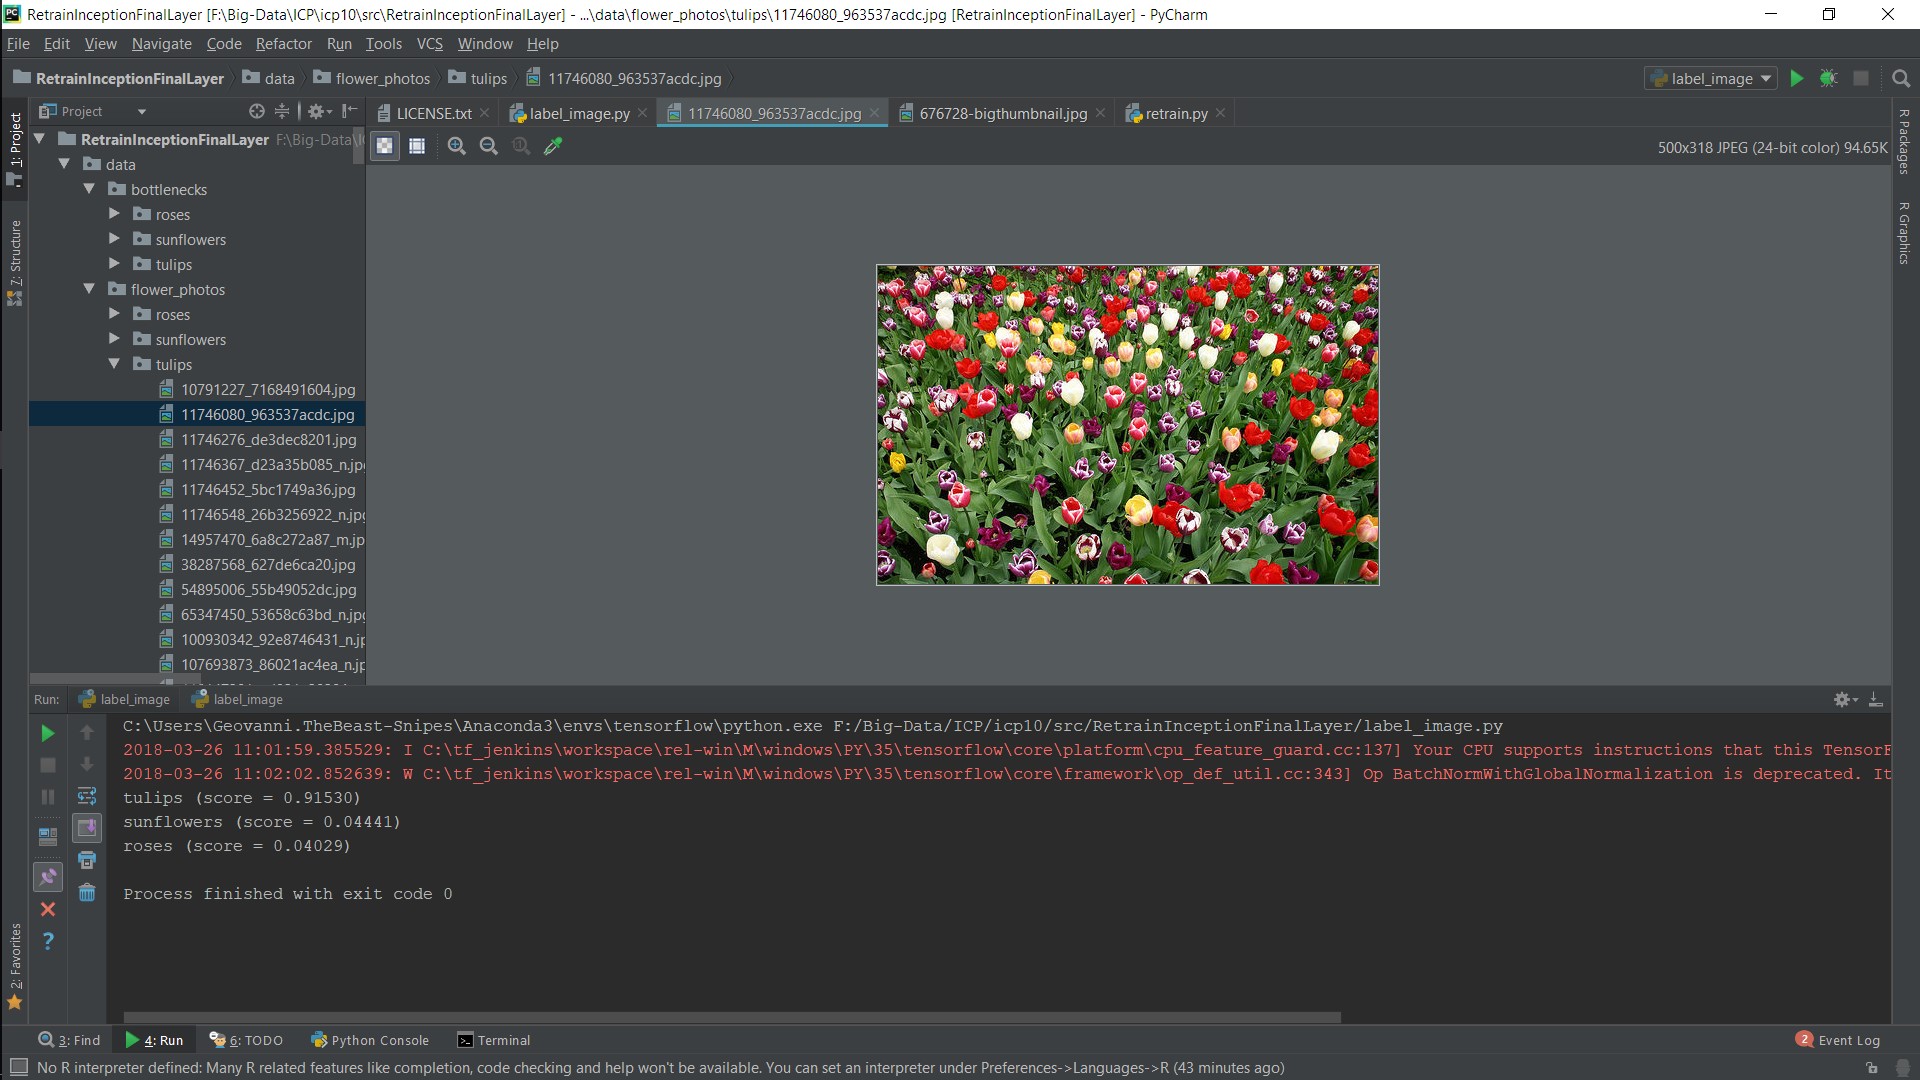 RetrainInceptionFinalLayer [F:\Big-Data\ICP\icp10\src\RetrainInceptionFinalLayer] - ...\data\flower_photos\tulips\11746080_963537acdc.jpg [RetrainInceptionFinalLayer] - PyCharm
File Edit View Navigate Code Refactor Run Tools VCS Window Help
RetrainInceptionFinalLayer data flower_photos tulips 11746080_963537acdc.jpg label_image
Project LICENSE.txt label_image.py 11746080_963537acdc.jpg 676728-bigthumbnail.jpg retrain.py
500x318 JPEG (24-bit color) 94.65K
1: Project
7: Structure
2: Favorites
R Packages
R Graphics
RetrainInceptionFinalLayer F:\Big-Data\
data
bottlenecks
roses
sunflowers
tulips
flower_photos
roses
sunflowers
tulips
10791227_7168491604.jpg
11746080_963537acdc.jpg
11746276_de3dec8201.jpg
11746367_d23a35b085_n.jp
11746452_5bc1749a36.jpg
11746548_26b3256922_n.jp
14957470_6a8c272a87_m.jp
38287568_627de6ca20.jpg
54895006_55b49052dc.jpg
65347450_53658c63bd_n.jp
100930342_92e8746431_n.jp
107693873_86021ac4ea_n.jp
Run: label_image label_image
C:\Users\Geovanni.TheBeast-Snipes\Anaconda3\envs\tensorflow\python.exe F:/Big-Data/ICP/icp10/src/RetrainInceptionFinalLayer/label_image.py
2018-03-26 11:01:59.385529: I C:\tf_jenkins\workspace\rel-win\M\windows\PY\35\tensorflow\core\platform\cpu_feature_guard.cc:137] Your CPU supports instructions that this TensorF
2018-03-26 11:02:02.852639: W C:\tf_jenkins\workspace\rel-win\M\windows\PY\35\tensorflow\core\framework\op_def_util.cc:343] Op BatchNormWithGlobalNormalization is deprecated. It
tulips (score = 0.91530)
sunflowers (score = 0.04441)
roses (score = 0.04029)
Process finished with exit code 0
3: Find 4: Run 6: TODO Python Console Terminal 2 Event Log
No R interpreter defined: Many R related features like completion, code checking and help won't be available. You can set an interpreter under Preferences->Languages->R (43 minutes ago)